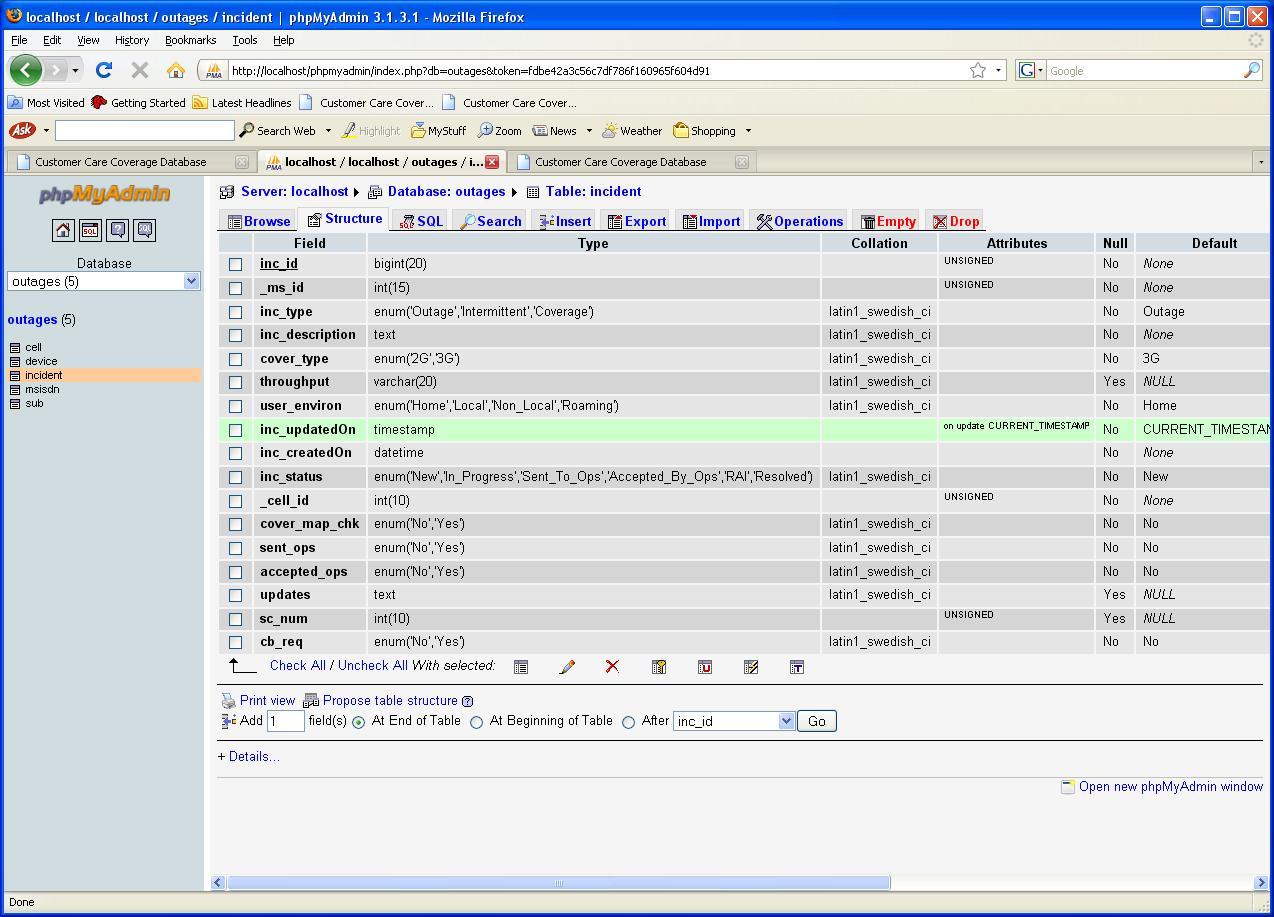 localhost / localhost / outages / incident | phpMyAdmin 3.1.3.1 - Mozilla Firefox
File Edit View History Bookmarks Tools Help
PMA http://localhost/phpmyadmin/index.php?db=outages&token=fdbe42a3c56c7df786f160965f604d91 G Google
Most Visited Getting Started Latest Headlines Customer Care Cover... Customer Care Cover...
Ask Search Web Highlight MyStuff Zoom News Weather Shopping
Customer Care Coverage Database PMA localhost / localhost / outages / i... Customer Care Coverage Database
phpMyAdmin
SQL ? SQL
Database
outages (5)
outages (5)
cell
device
incident
msisdn
sub
Server: localhost Database: outages Table: incident
Browse Structure SQL Search Insert Export Import Operations Empty Drop
Field Type Collation Attributes Null Default
inc_id bigint(20) UNSIGNED No None
_ms_id int(15) UNSIGNED No None
inc_type enum('Outage','Intermittent','Coverage') latin1_swedish_ci No Outage
inc_description text latin1_swedish_ci No None
cover_type enum('2G','3G') latin1_swedish_ci No 3G
throughput varchar(20) latin1_swedish_ci Yes NULL
user_environ enum('Home','Local','Non_Local','Roaming') latin1_swedish_ci No Home
inc_updatedOn timestamp on update CURRENT_TIMESTAMP No CURRENT_TIMESTAM
inc_createdOn datetime No None
inc_status enum('New','In_Progress','Sent_To_Ops','Accepted_By_Ops','RAI','Resolved') latin1_swedish_ci No New
_cell_id int(10) UNSIGNED No None
cover_map_chk enum('No','Yes') latin1_swedish_ci No No
sent_ops enum('No','Yes') latin1_swedish_ci No No
accepted_ops enum('No','Yes') latin1_swedish_ci No No
updates text latin1_swedish_ci Yes NULL
sc_num int(10) UNSIGNED Yes NULL
cb_req enum('No','Yes') latin1_swedish_ci No No
Check All / Uncheck All With selected: U T
Print view Propose table structure ?
Add 1 field(s) At End of Table At Beginning of Table After inc_id Go
+ Details...
Open new phpMyAdmin window
Done